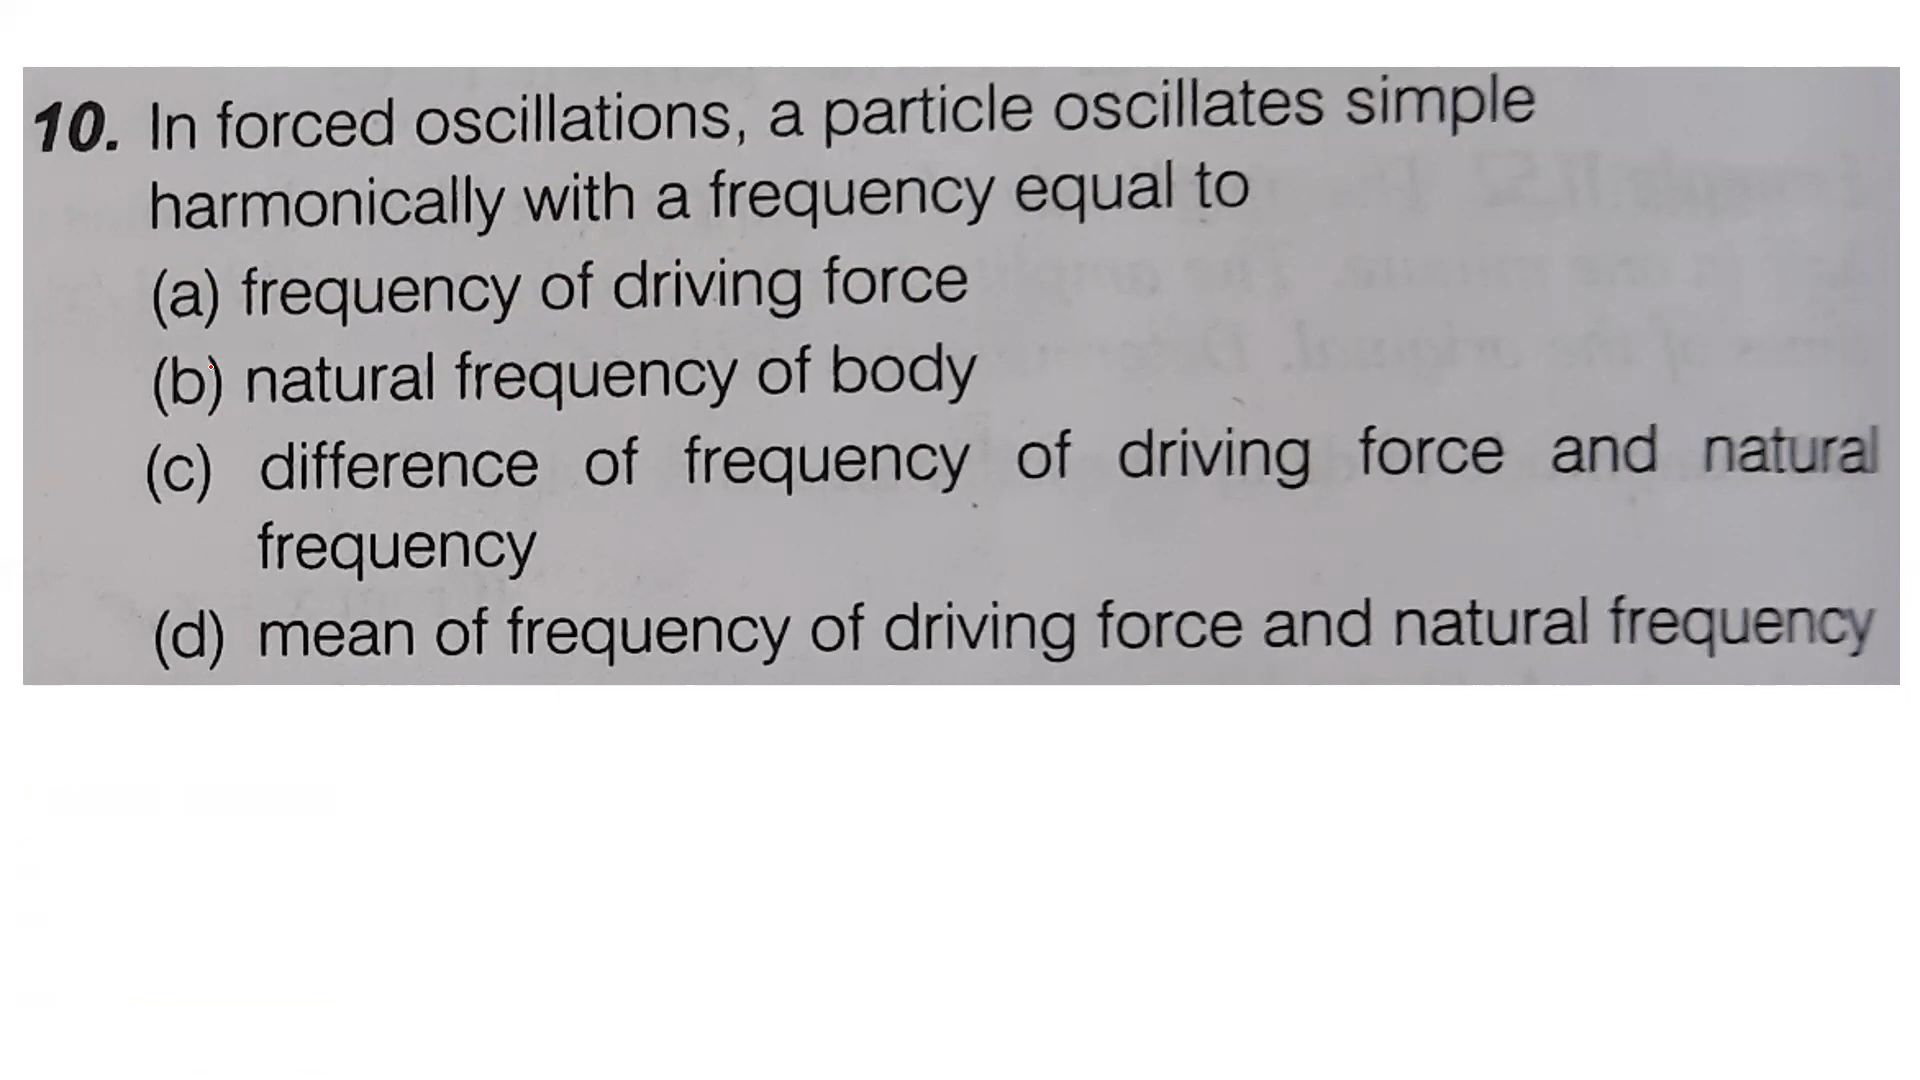 10. In forced oscillations, a particle oscillates simple
harmonically with a frequency equal to
(a) frequency of driving force
(b) natural frequency of body
(c) difference of frequency of driving force and natural
frequency
(d) mean of frequency of driving force and natural frequency